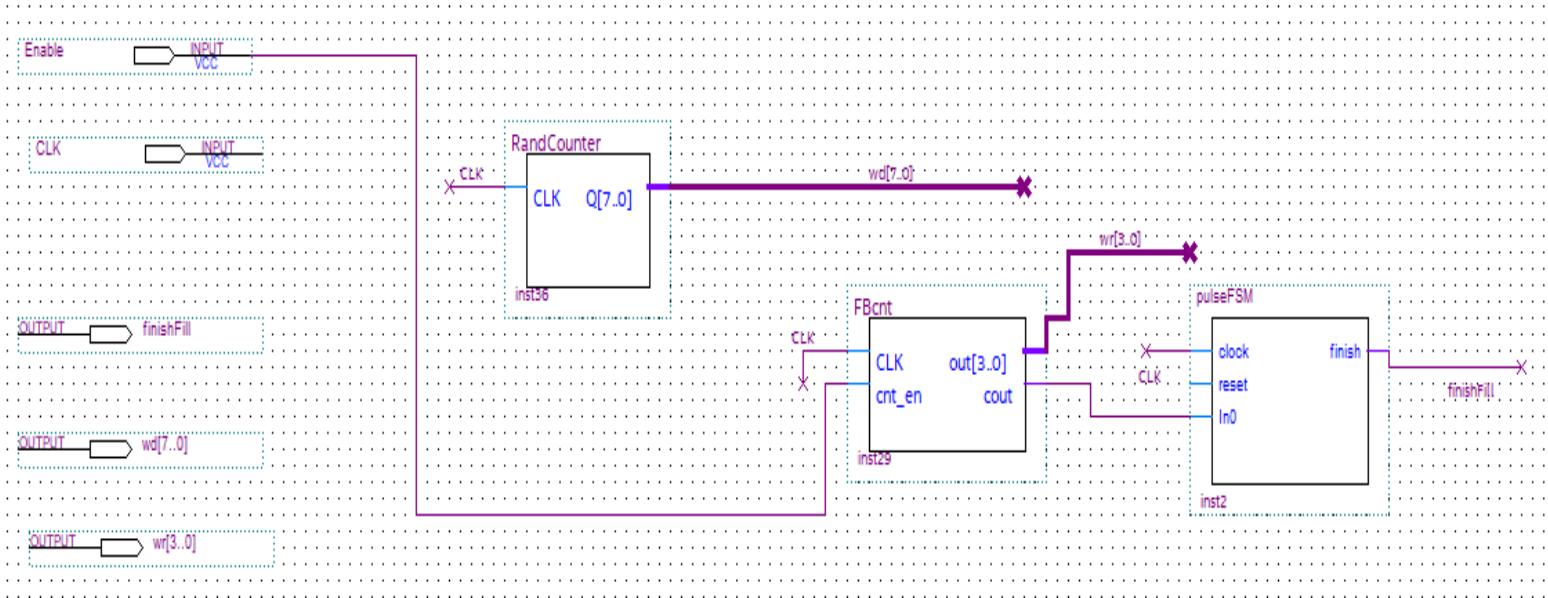 Enable
INPUT
VCC
CLK
INPUT
VCC
RandCounter
CLK
CLK Q[7..0]
inst36
wd[7..0]
wr[3..0]
OUTPUT finishFill
FBcnt
CLK
CLK out[3..0]
cnt_en cout
inst29
pulseFSM
clock finish
CLK
reset
In0
inst2
finishFill
OUTPUT wd[7..0]
OUTPUT wr[3..0]